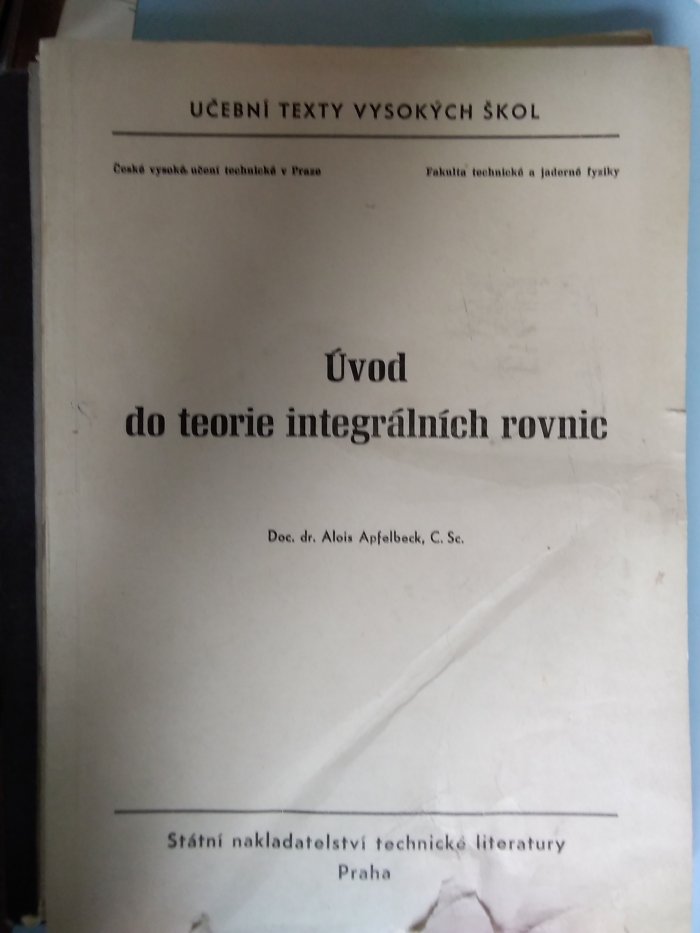 UČEBNÍ TEXTY VYSOKÝCH ŠKOL
České vysoké učení technické v Praze
Fakulta technické a jaderné fyziky
Úvod
do teorie integrálních rovnic
Doc. dr. Alois Apfelbeck, C. Sc.
Státní nakladatelství technické literatury
Praha